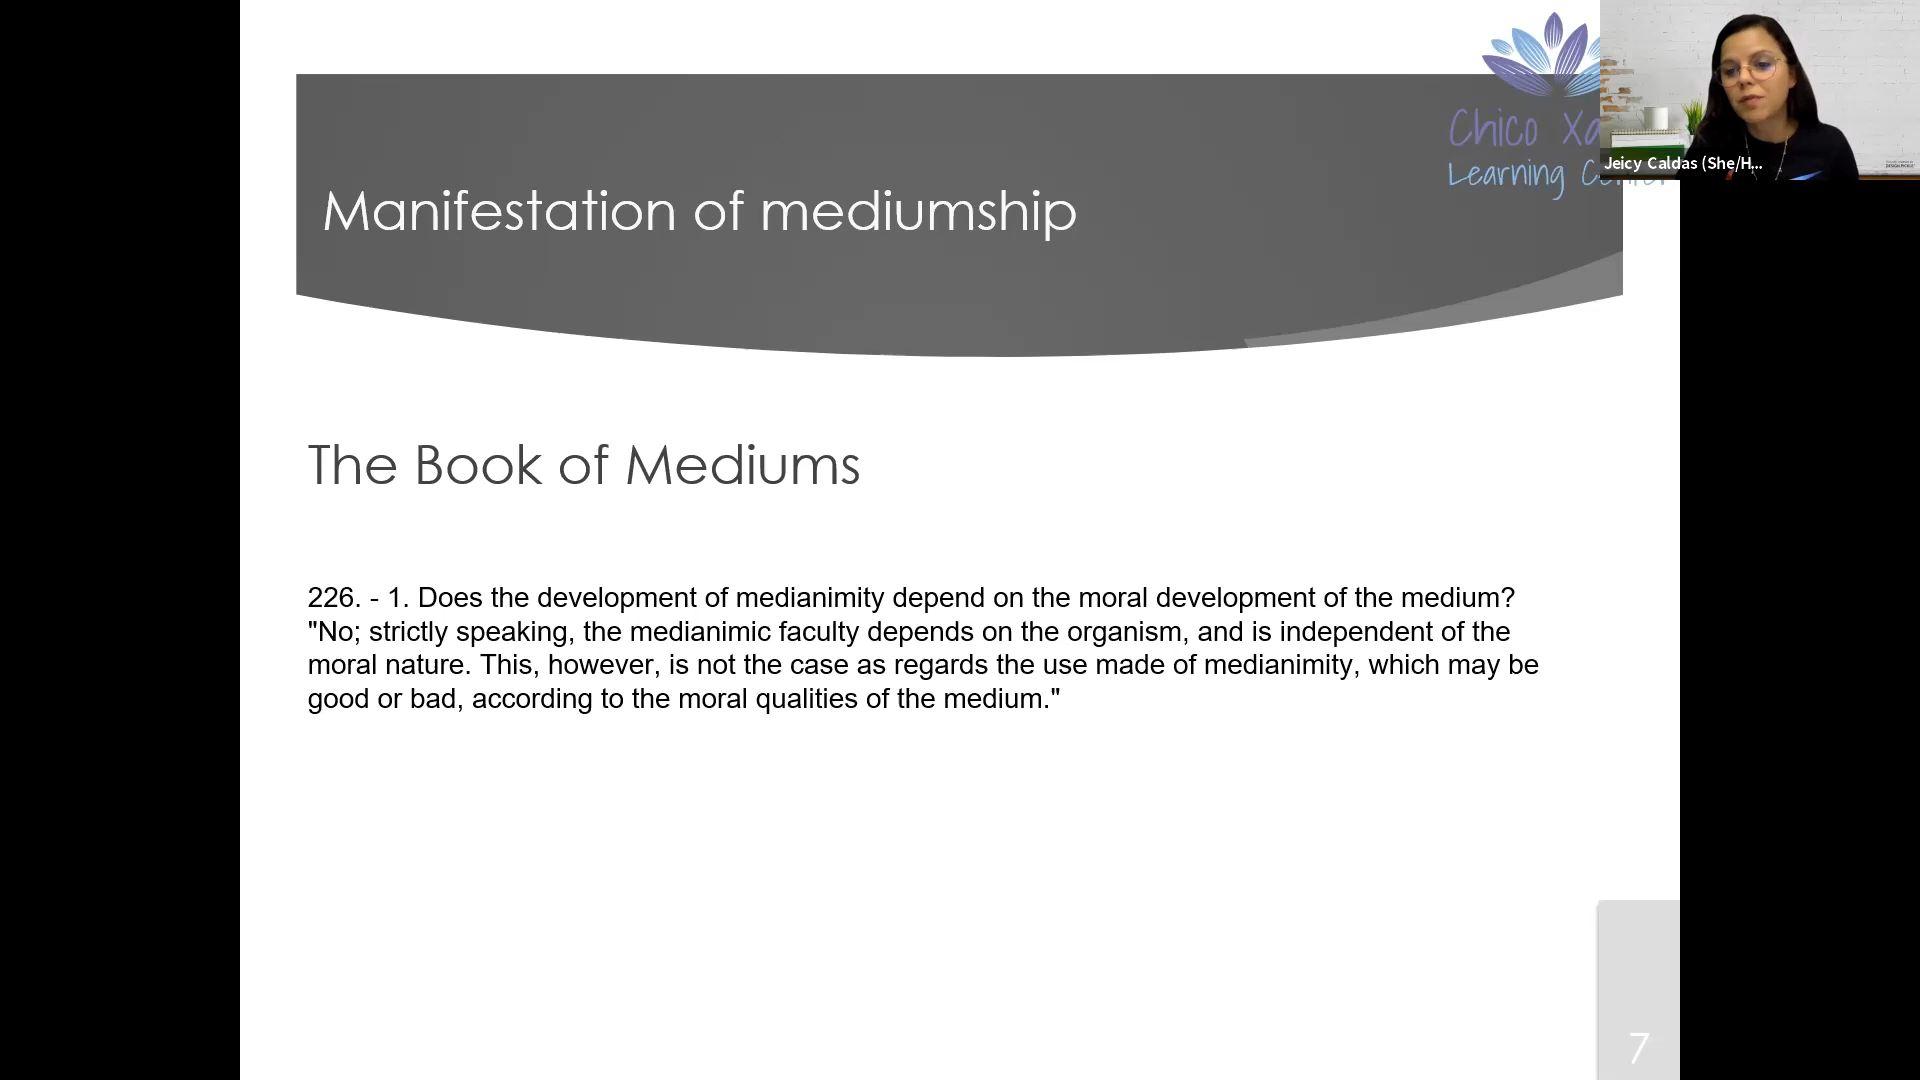 Chico Xa
Learning Center
Jeicy Caldas (She/H...
Manifestation of mediumship
The Book of Mediums
226. - 1. Does the development of medianimity depend on the moral development of the medium?
"No; strictly speaking, the medianimic faculty depends on the organism, and is independent of the
moral nature. This, however, is not the case as regards the use made of medianimity, which may be
good or bad, according to the moral qualities of the medium."
7